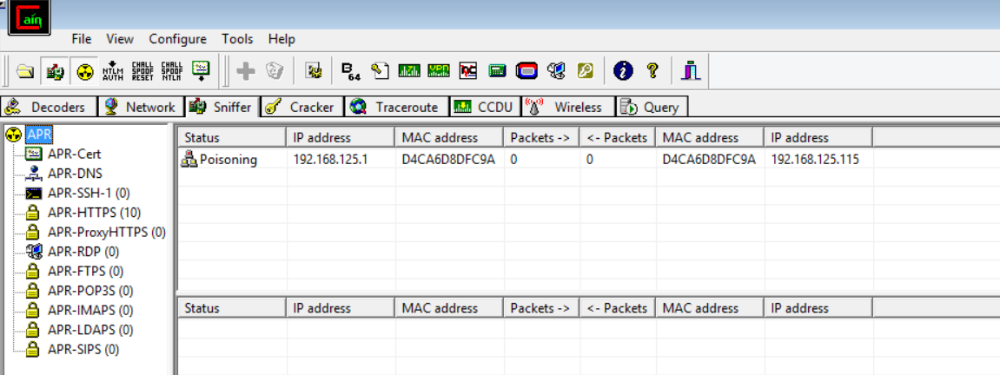 Cain
File View Configure Tools Help
NTLM AUTH CHALL SPOOF RESET CHALL SPOOF NTLM B64
Decoders Network Sniffer Cracker Traceroute CCDU Wireless Query
APR
APR-Cert
APR-DNS
APR-SSH-1 (0)
APR-HTTPS (10)
APR-ProxyHTTPS (0)
APR-RDP (0)
APR-FTPS (0)
APR-POP3S (0)
APR-IMAPS (0)
APR-LDAPS (0)
APR-SIPS (0)
Status IP address MAC address Packets -> <- Packets MAC address IP address
Poisoning 192.168.125.1 D4CA6D8DFC9A 0 0 D4CA6D8DFC9A 192.168.125.115
Status IP address MAC address Packets -> <- Packets MAC address IP address